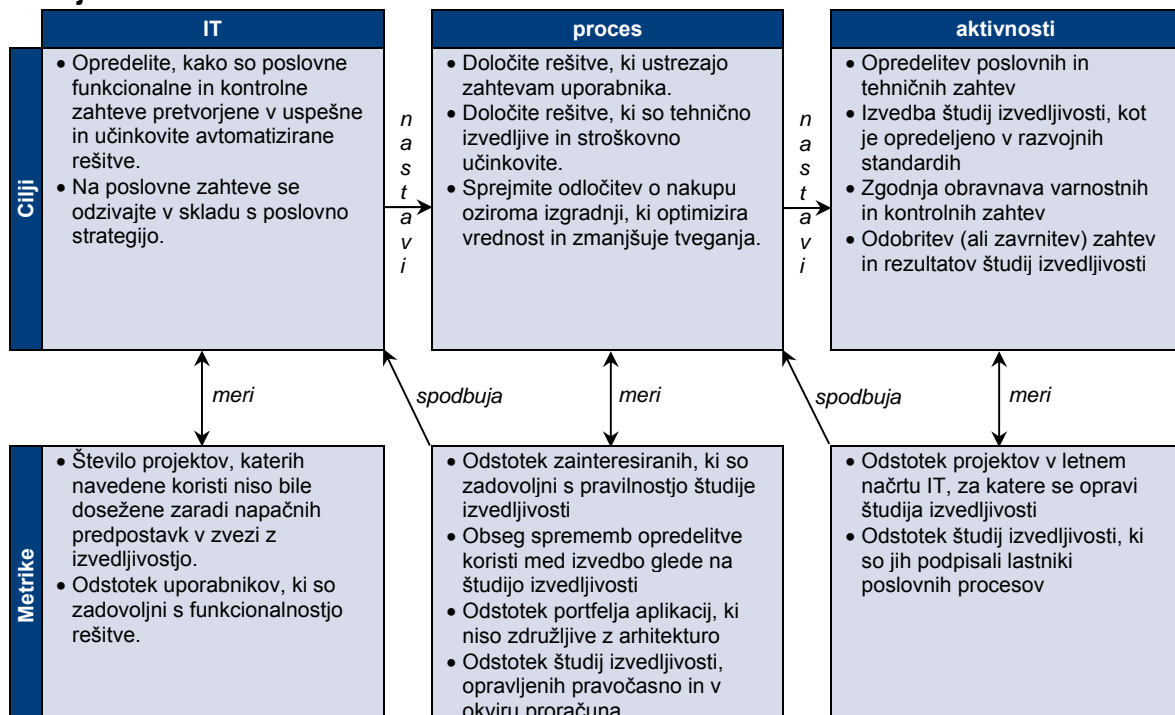 IT
proces
aktivnosti
Cilji
• Opredelite, kako so poslovne
funkcionalne in kontrolne
zahteve pretvorjene v uspešne
in učinkovite avtomatizirane
rešitve.
• Na poslovne zahteve se
odzivajte v skladu s poslovno
strategijo.
nastavi
• Določite rešitve, ki ustrezajo
zahtevam uporabnika.
• Določite rešitve, ki so tehnično
izvedljive in stroškovno
učinkovite.
• Sprejmite odločitev o nakupu
oziroma izgradnji, ki optimizira
vrednost in zmanjšuje tveganja.
nastavi
• Opredelitev poslovnih in
tehničnih zahtev
• Izvedba študij izvedljivosti, kot
je opredeljeno v razvojnih
standardih
• Zgodnja obravnava varnostnih
in kontrolnih zahtev
• Odobritev (ali zavrnitev) zahtev
in rezultatov študij izvedljivosti
meri
spodbuja
meri
spodbuja
meri
Metrike
• Število projektov, katerih
navedene koristi niso bile
dosežene zaradi napačnih
predpostavk v zvezi z
izvedljivostjo.
• Odstotek uporabnikov, ki so
zadovoljni s funkcionalnostjo
rešitve.
• Odstotek zainteresiranih, ki so
zadovoljni s pravilnostjo študije
izvedljivosti
• Obseg sprememb opredelitve
koristi med izvedbo glede na
študijo izvedljivosti
• Odstotek portfelja aplikacij, ki
niso združljive z arhitekturo
• Odstotek študij izvedljivosti,
opravljenih pravočasno in v
okviru proračuna
• Odstotek projektov v letnem
načrtu IT, za katere se opravi
študija izvedljivosti
• Odstotek študij izvedljivosti, ki
so jih podpisali lastniki
poslovnih procesov